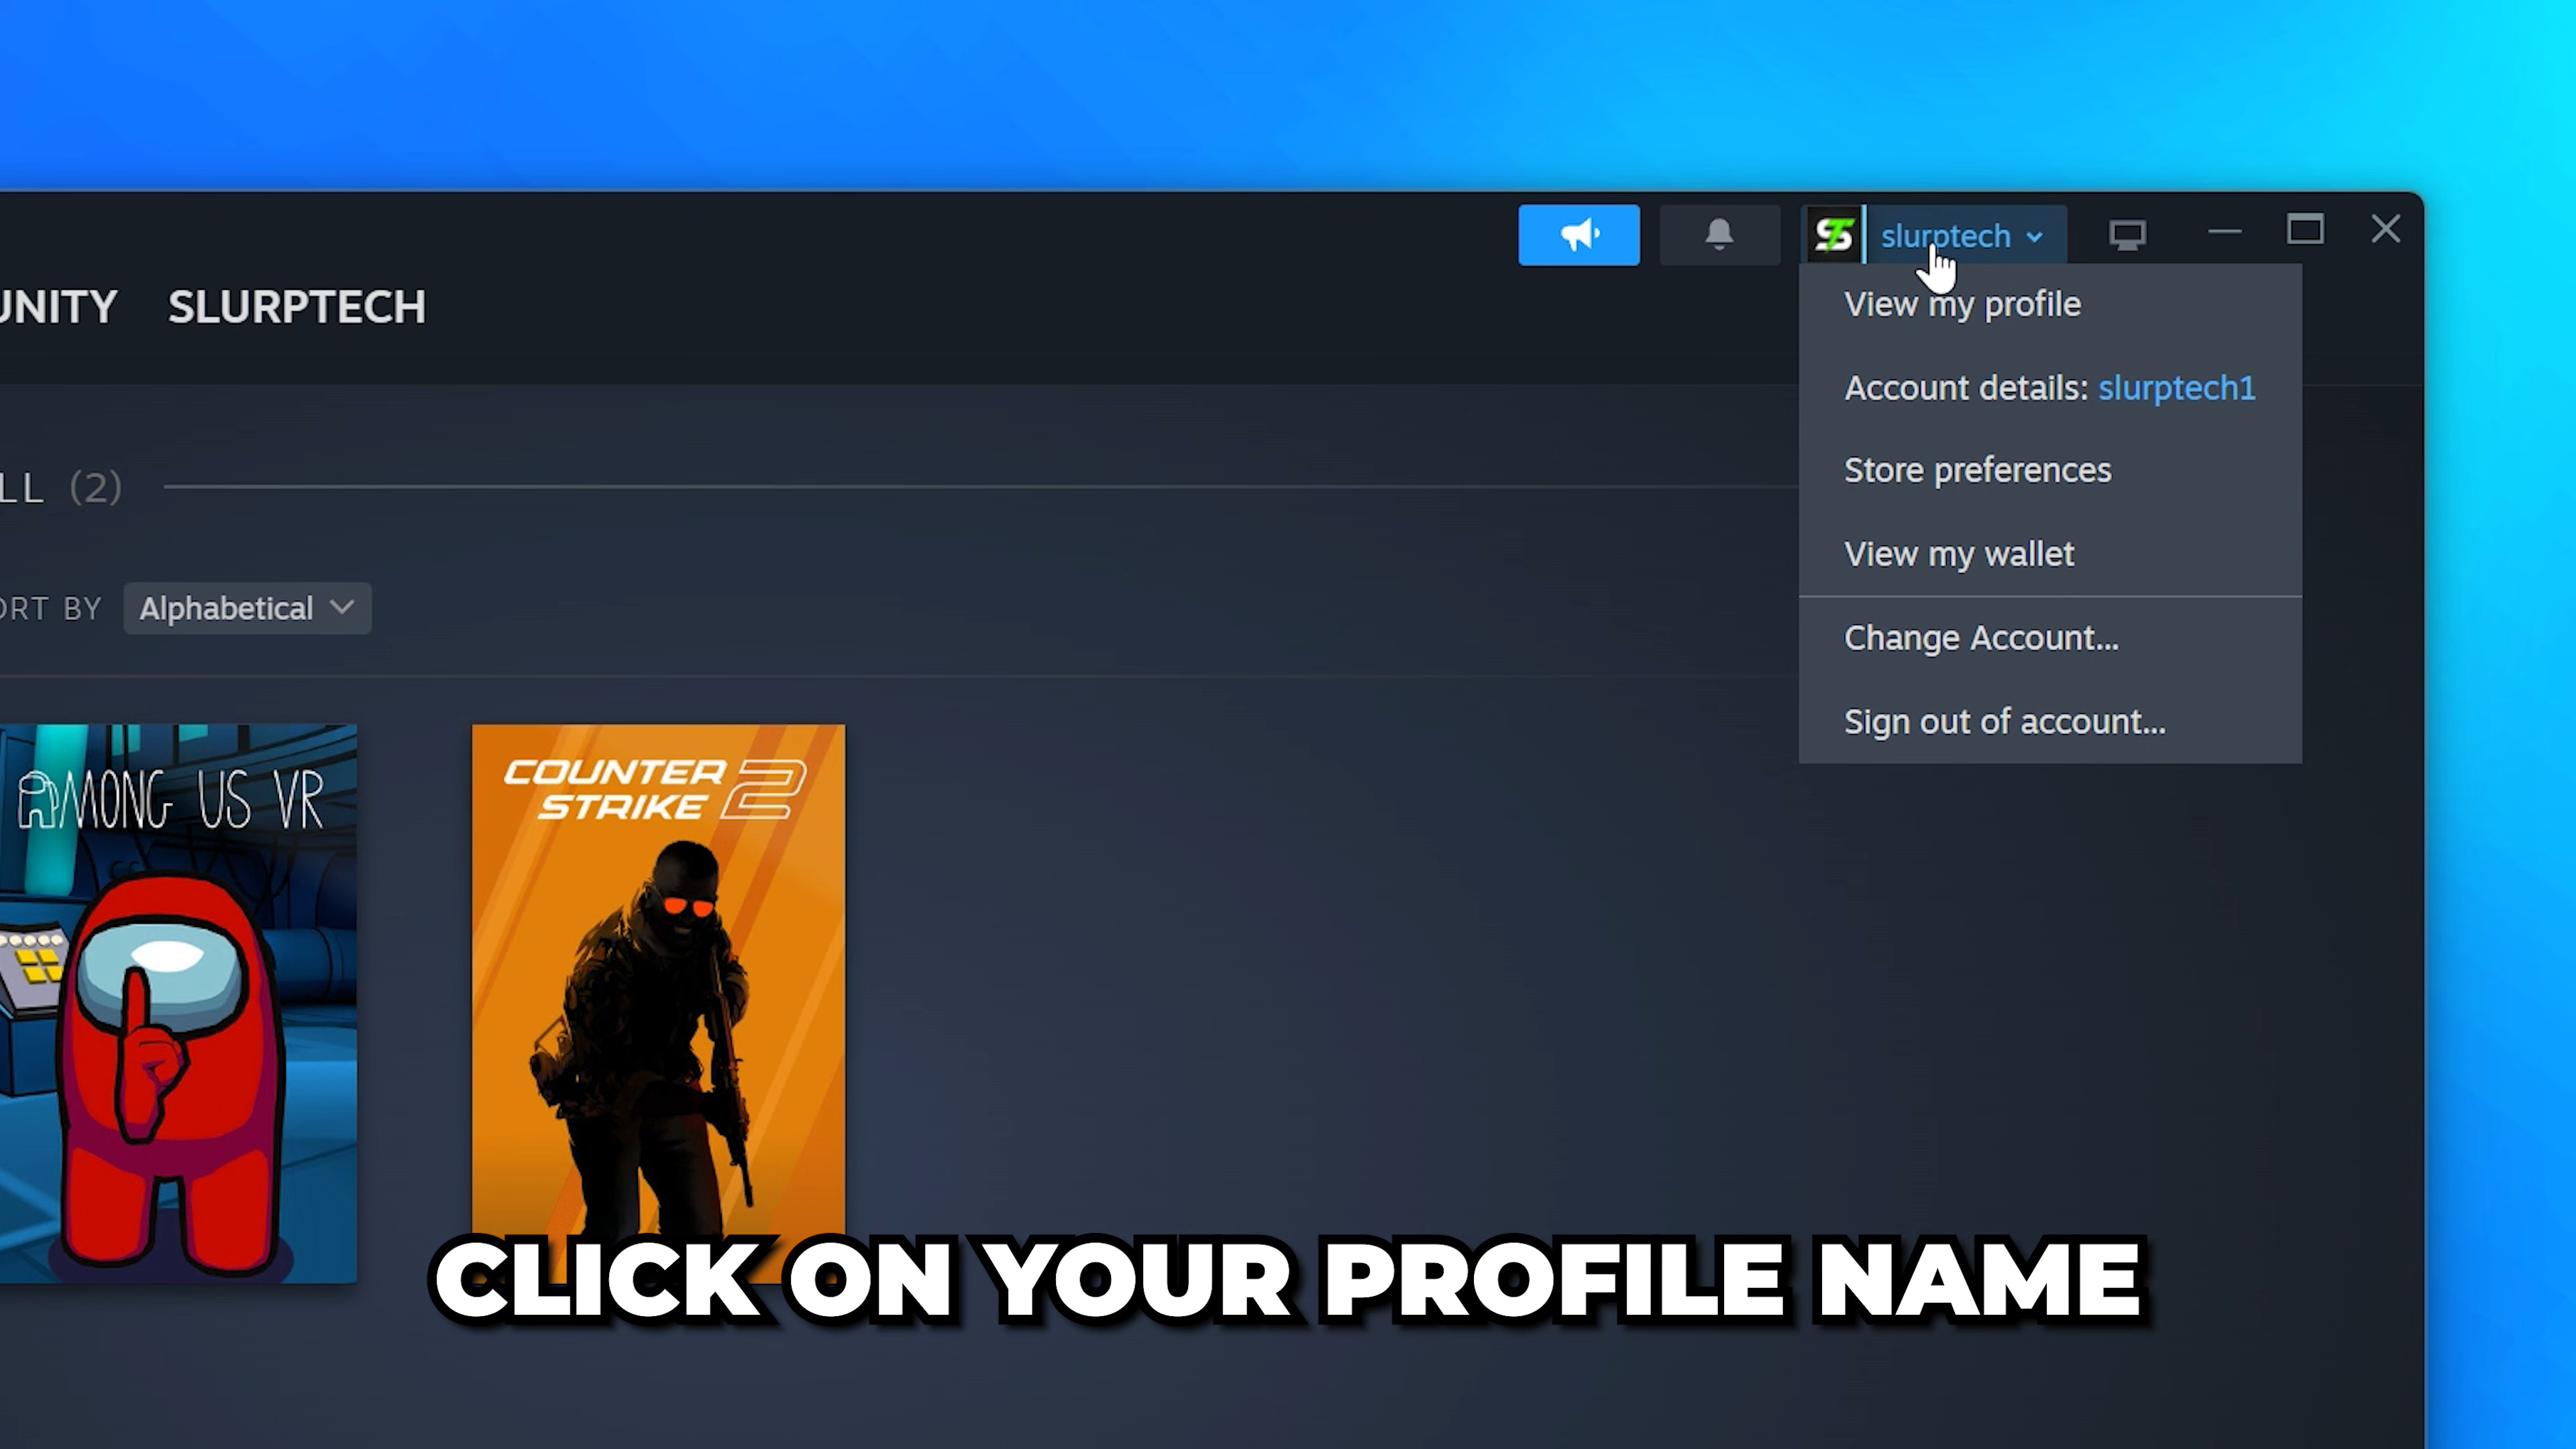 slurptech
UNITY SLURPTECH
View my profile
Account details: slurptech1
Store preferences
View my wallet
Change Account...
Sign out of account...
LL (2)
ORT BY Alphabetical
AMONG US VR
COUNTER
STRIKE 2
CLICK ON YOUR PROFILE NAME